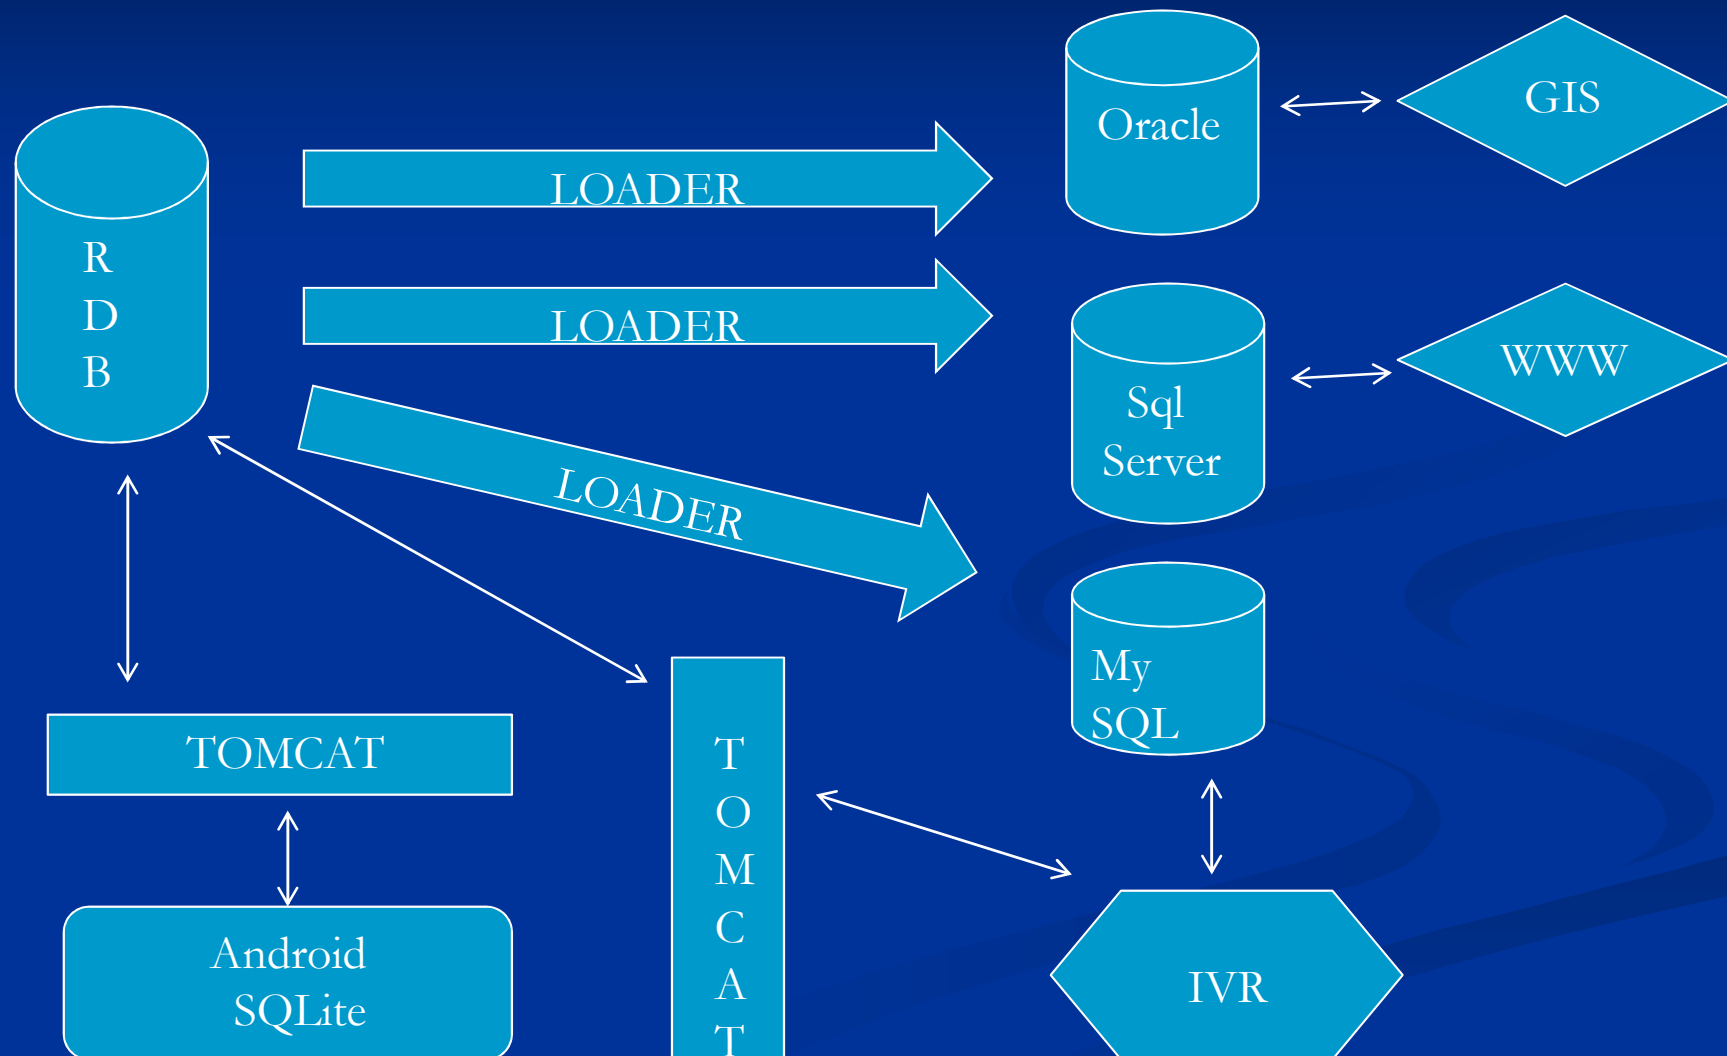 Oracle
GIS
R
D
B
LOADER
LOADER
WWW
Sql
Server
LOADER
My
SQL
TOMCAT
T
O
M
C
A
T
Android
SQLite
IVR